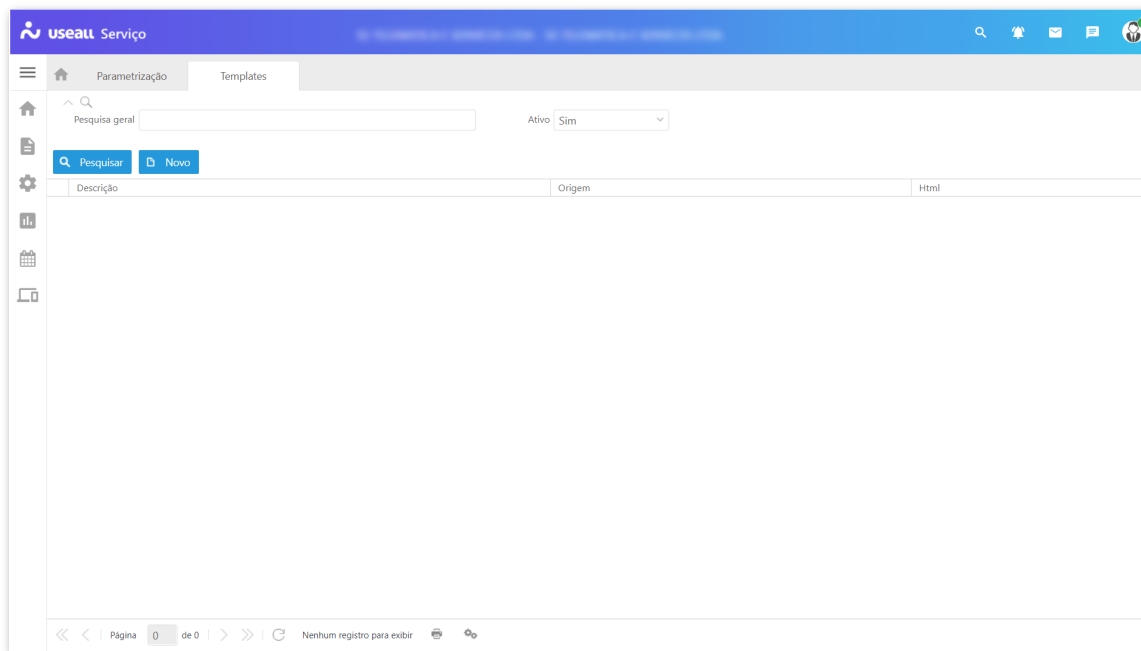 useall Serviço
Parametrização Templates
Pesquisa geral Ativo Sim
Pesquisar Novo
Descrição Origem Html
Página 0 de 0 Nenhum registro para exibir